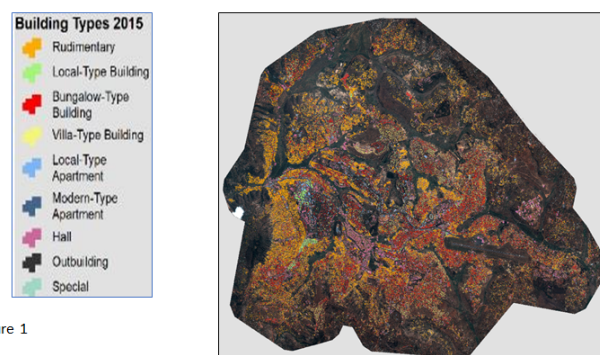 Building Types 2015
Rudimentary
Local-Type Building
Bungalow-Type
Building
Villa-Type Building
Local-Type
Apartment
Modern-Type
Apartment
Hall
Outbuilding
Special
re 1